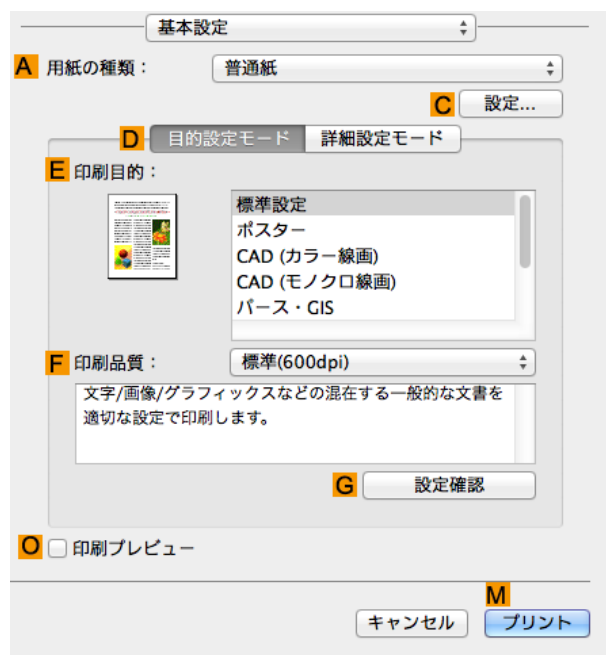 基本設定
A 用紙の種類： 普通紙
C 設定...
D 目的設定モード 詳細設定モード
E 印刷目的：
標準設定
ポスター
CAD (カラー線画)
CAD (モノクロ線画)
パース・GIS
F 印刷品質： 標準(600dpi)
文字/画像/グラフィックスなどの混在する一般的な文書を
適切な設定で印刷します。
G 設定確認
O 印刷プレビュー
M
キャンセル プリント